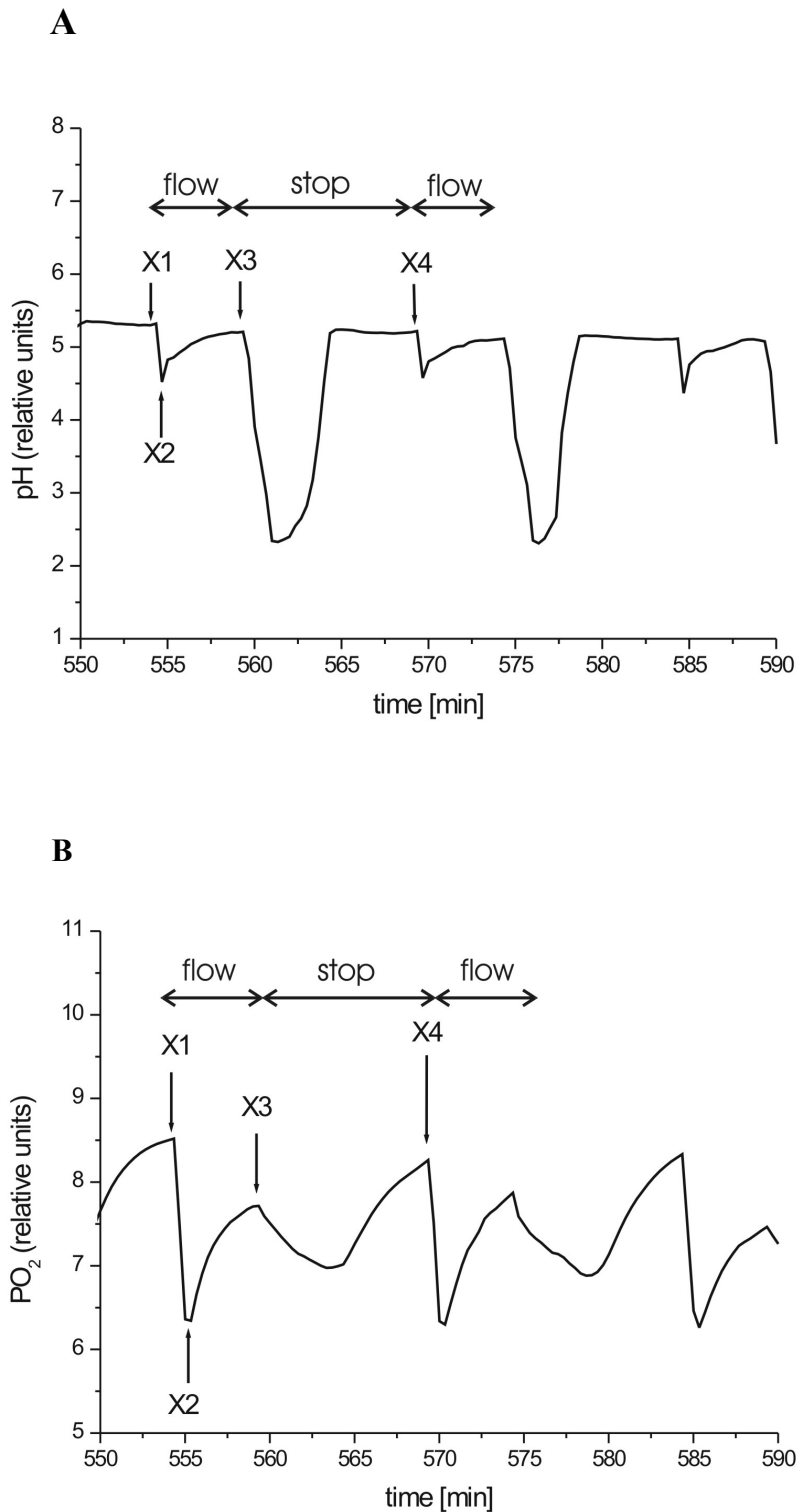 A
8
7
6
5
4
3
2
1
pH (relative units)
flow stop flow
X1 X3 X4
X2
550 555 560 565 570 575 580 585 590
time [min]
B
11
10
9
8
7
6
5
PO2 (relative units)
flow stop flow
X1 X4
X3
X2
550 555 560 565 570 575 580 585 590
time [min]